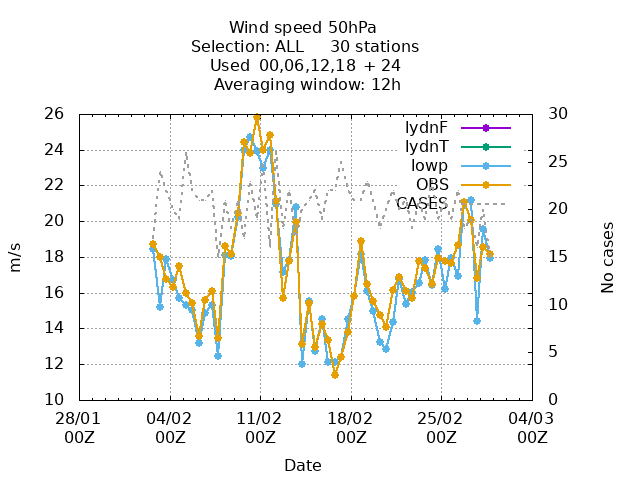 Wind speed 50hPa
Selection: ALL 30 stations
Used 00,06,12,18 + 24
Averaging window: 12h
26
24
22
20
18
16
14
12
10
30
25
20
15
10
5
0
m/s
No cases
lydnF
lydnT
lowp
OBS
CASES
28/01 04/02 11/02 18/02 25/02 04/03
00Z 00Z 00Z 00Z 00Z 00Z
Date